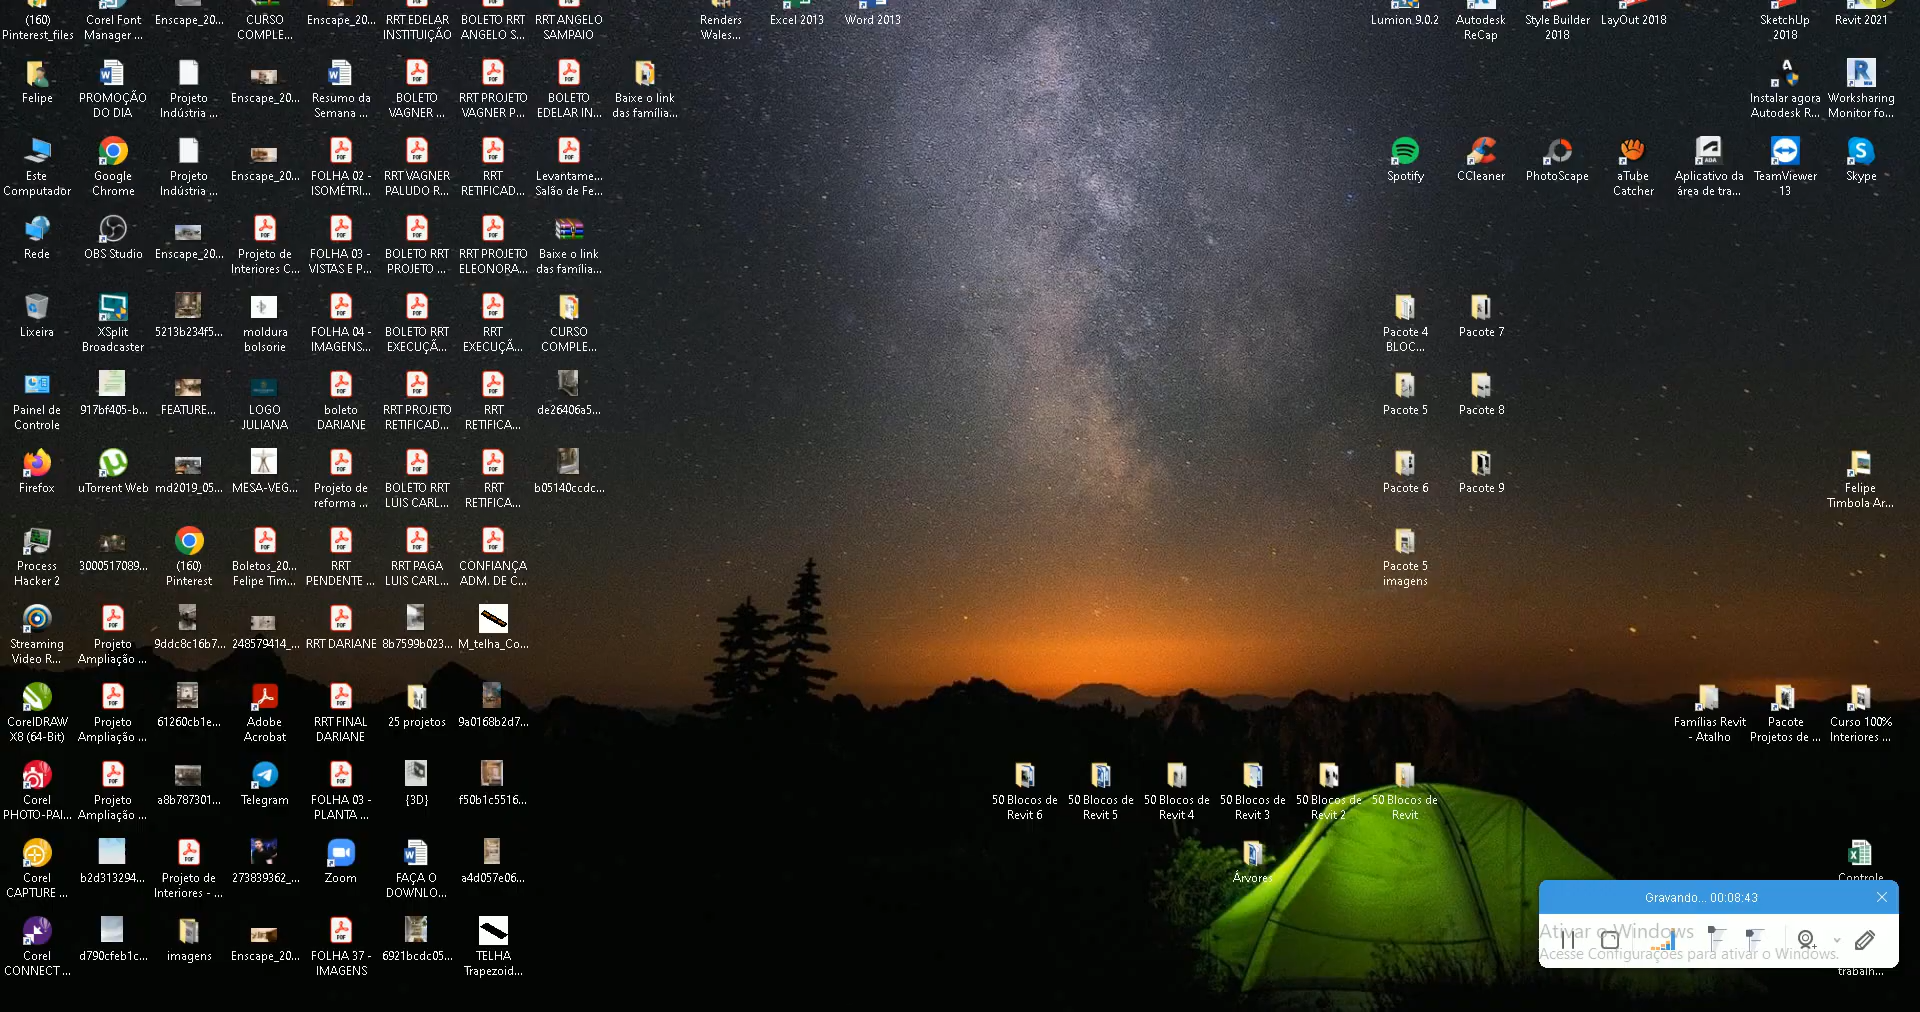 (160) Pinterest_files
Corel Font Manager ...
Enscape_20...
CURSO COMPLE...
Enscape_20...
RRT EDELAR INSTITUIÇÃO
BOLETO RRT ANGELO S...
RRT ANGELO SAMPAIO
Renders Wales...
Excel 2013
Word 2013
Lumion 9.0.2
Autodesk ReCap
Style Builder 2018
LayOut 2018
SketchUp 2018
Revit 2021
Felipe
PROMOÇÃO DO DIA
Projeto Indústria ...
Enscape_20...
Resumo da Semana ...
BOLETO VAGNER ...
RRT PROJETO VAGNER P...
BOLETO EDELAR IN...
Baixe o link das família...
Instalar agora Autodesk R...
Worksharing Monitor fo...
Este Computador
Google Chrome
Projeto Indústria ...
Enscape_20...
FOLHA 02 - ISOMÉTRI...
RRT VAGNER PALUDO R...
RRT RETIFICAD...
Levantame... Salão de Fe...
Spotify
CCleaner
PhotoScape
aTube Catcher
Aplicativo da área de tra...
TeamViewer 13
Skype
Rede
OBS Studio
Enscape_20...
Projeto de Interiores C...
FOLHA 03 - VISTAS E P...
BOLETO RRT PROJETO ...
RRT PROJETO ELEONORA...
Baixe o link das família...
Lixeira
XSplit Broadcaster
5213b234f5...
moldura bolsorie
FOLHA 04 - IMAGENS...
BOLETO RRT EXECUÇÃ...
RRT EXECUÇÃ...
CURSO COMPLE...
Pacote 4 BLOC...
Pacote 7
Painel de Controle
917bf405-b...
_FEATURE...
LOGO JULIANA
boleto DARIANE
RRT PROJETO RETIFICAD...
RRT RETIFICA...
de26406a5...
Pacote 5
Pacote 8
Firefox
uTorrent Web
md2019_05...
MESA-VEG...
Projeto de reforma ...
BOLETO RRT LUIS CARL...
RRT RETIFICA...
b05140ccdc...
Pacote 6
Pacote 9
Felipe Timbola Ar...
Process Hacker 2
3000517089...
(160) Pinterest
Boletos_20... Felipe Tim...
RRT PENDENTE ...
RRT PAGA LUIS CARL...
CONFIANÇA ADM. DE C...
Pacote 5 imagens
Streaming Video R...
Projeto Ampliação ...
9ddc8c16b7...
248579414_...
RRT DARIANE
8b7599b023...
M_telha_Co...
CorelDRAW X8 (64-Bit)
Projeto Ampliação ...
61260cb1e...
Adobe Acrobat
RRT FINAL DARIANE
25 projetos
9a0168b2d7...
Famílias Revit - Atalho
Pacote Projetos de ...
Curso 100% Interiores ...
Corel PHOTO-PAI...
Projeto Ampliação ...
a8b787301...
Telegram
FOLHA 03 - PLANTA ...
{3D}
f50b1c5516...
50 Blocos de Revit 6
50 Blocos de Revit 5
50 Blocos de Revit 4
50 Blocos de Revit 3
50 Blocos de Revit 2
50 Blocos de Revit
Corel CAPTURE ...
b2d313294...
Projeto de Interiores - ...
273839362_...
Zoom
FAÇA O DOWNLO...
a4d057e06...
Árvores
Controle
Gravando... 00:08:43
Corel CONNECT ...
d790cfeb1c...
imagens
Enscape_20...
FOLHA 37 - IMAGENS
6921bcdc05...
TELHA Trapezoid...
Ativar o Windows
Acesse Configurações para ativar o Windows.
trabalh...